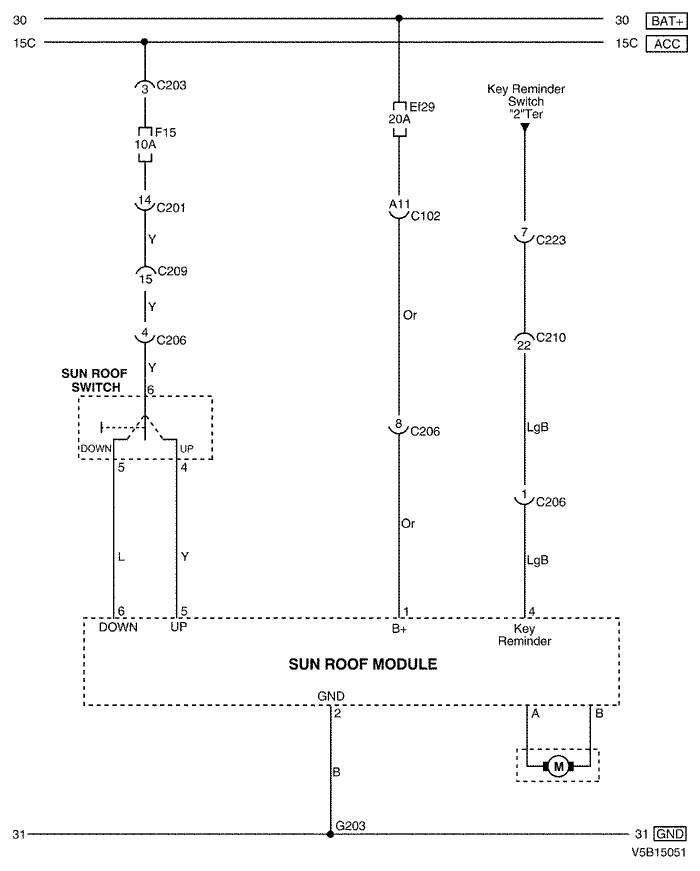 30
30 BAT+
15C
15C ACC
3 C203
Key Reminder
Switch
"2"Ter
Ef29
20A
F15
10A
14 C201
A11 C102
Y
7 C223
15 C209
Y
Or
4 C206
22 C210
Y
SUN ROOF
SWITCH
6
8 C206
LgB
DOWN UP
5 4
1 C206
Or
L Y
LgB
6 5 1 4
DOWN UP B+ Key
Reminder
SUN ROOF MODULE
GND
2 A B
M
B
G203
31
31 GND
V5B15051